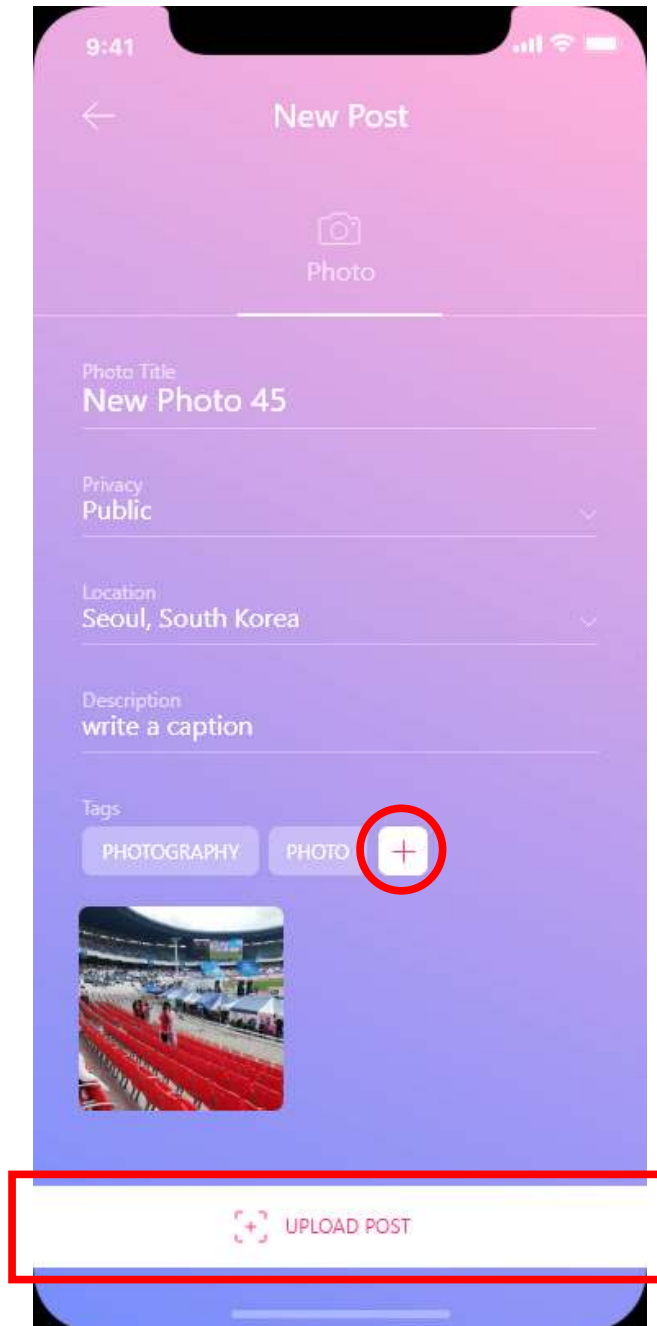 9:41
New Post
Photo
Photo Title
New Photo 45
Privacy
Public
Location
Seoul, South Korea
Description
write a caption
Tags
PHOTOGRAPHY PHOTO +
UPLOAD POST